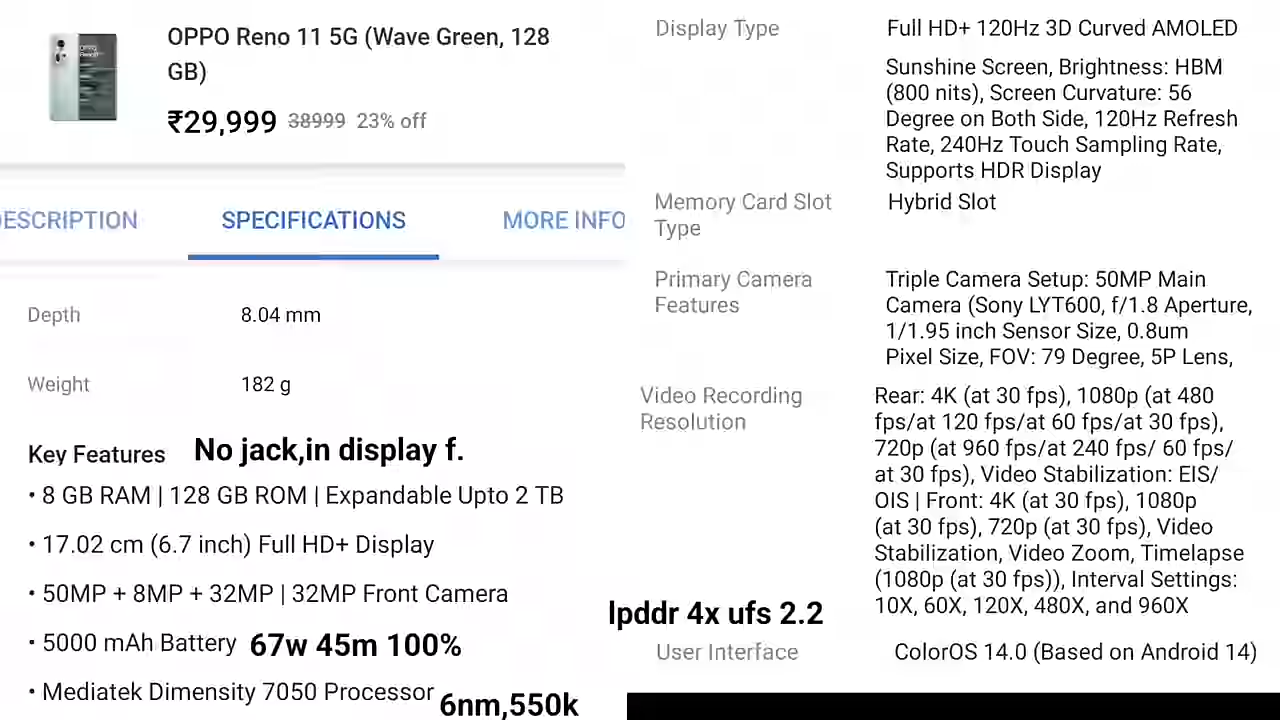 OPPO Reno 11 5G (Wave Green, 128
GB)
₹29,999 38999 23% off
ESCRIPTION SPECIFICATIONS MORE INFO
Depth 8.04 mm
Weight 182 g
Key Features No jack,in display f.
• 8 GB RAM | 128 GB ROM | Expandable Upto 2 TB
• 17.02 cm (6.7 inch) Full HD+ Display
• 50MP + 8MP + 32MP | 32MP Front Camera
• 5000 mAh Battery 67w 45m 100%
• Mediatek Dimensity 7050 Processor 6nm,550k
Display Type Full HD+ 120Hz 3D Curved AMOLED
Sunshine Screen, Brightness: HBM
(800 nits), Screen Curvature: 56
Degree on Both Side, 120Hz Refresh
Rate, 240Hz Touch Sampling Rate,
Supports HDR Display
Memory Card Slot Hybrid Slot
Type
Primary Camera Triple Camera Setup: 50MP Main
Features Camera (Sony LYT600, f/1.8 Aperture,
1/1.95 inch Sensor Size, 0.8um
Pixel Size, FOV: 79 Degree, 5P Lens,
Video Recording Rear: 4K (at 30 fps), 1080p (at 480
Resolution fps/at 120 fps/at 60 fps/at 30 fps),
720p (at 960 fps/at 240 fps/ 60 fps/
at 30 fps), Video Stabilization: EIS/
OIS | Front: 4K (at 30 fps), 1080p
(at 30 fps), 720p (at 30 fps), Video
Stabilization, Video Zoom, Timelapse
(1080p (at 30 fps)), Interval Settings:
10X, 60X, 120X, 480X, and 960X
lpddr 4x ufs 2.2
User Interface ColorOS 14.0 (Based on Android 14)